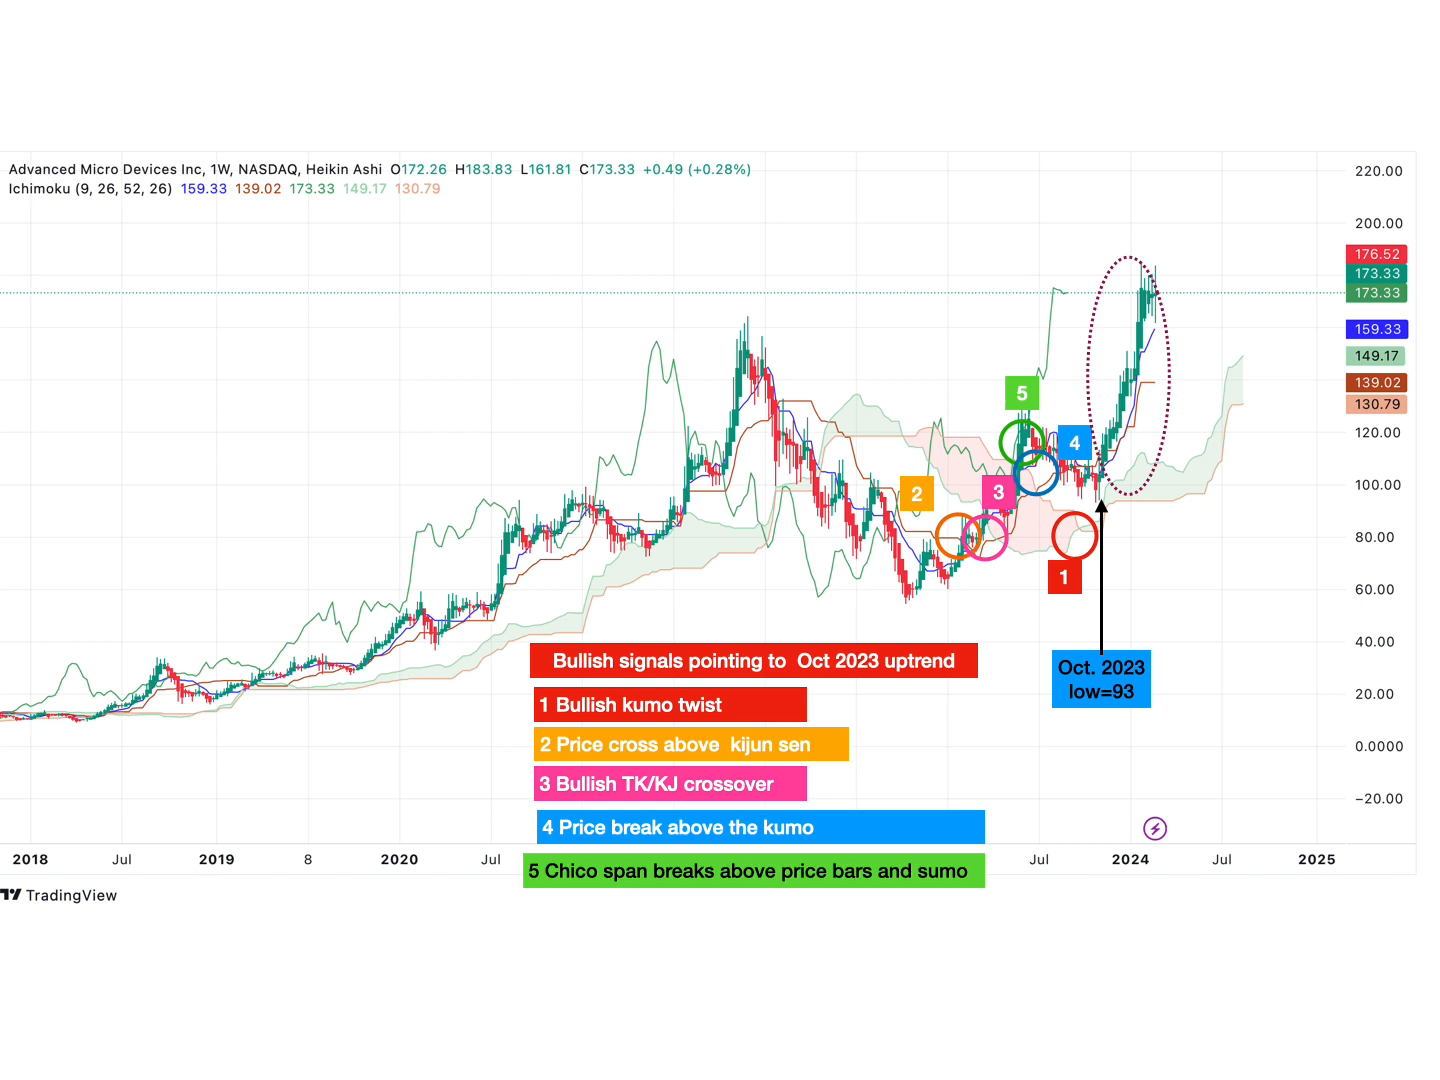 Advanced Micro Devices Inc, 1W, NASDAQ, Heikin Ashi O172.26 H183.83 L161.81 C173.33 +0.49 (+0.28%)
Ichimoku (9, 26, 52, 26) 159.33 139.02 173.33 149.17 130.79
220.00
200.00
176.52
173.33
173.33
159.33
149.17
139.02
130.79
120.00
100.00
80.00
60.00
40.00
20.00
0.0000
−20.00
5
4
2
3
1
Oct. 2023
low=93
Bullish signals pointing to  Oct 2023 uptrend
1 Bullish kumo twist
2 Price cross above  kijun sen
3 Bullish TK/KJ crossover
4 Price break above the kumo
5 Chico span breaks above price bars and sumo
2018 Jul 2019 8 2020 Jul Jul 2024 Jul 2025
TradingView